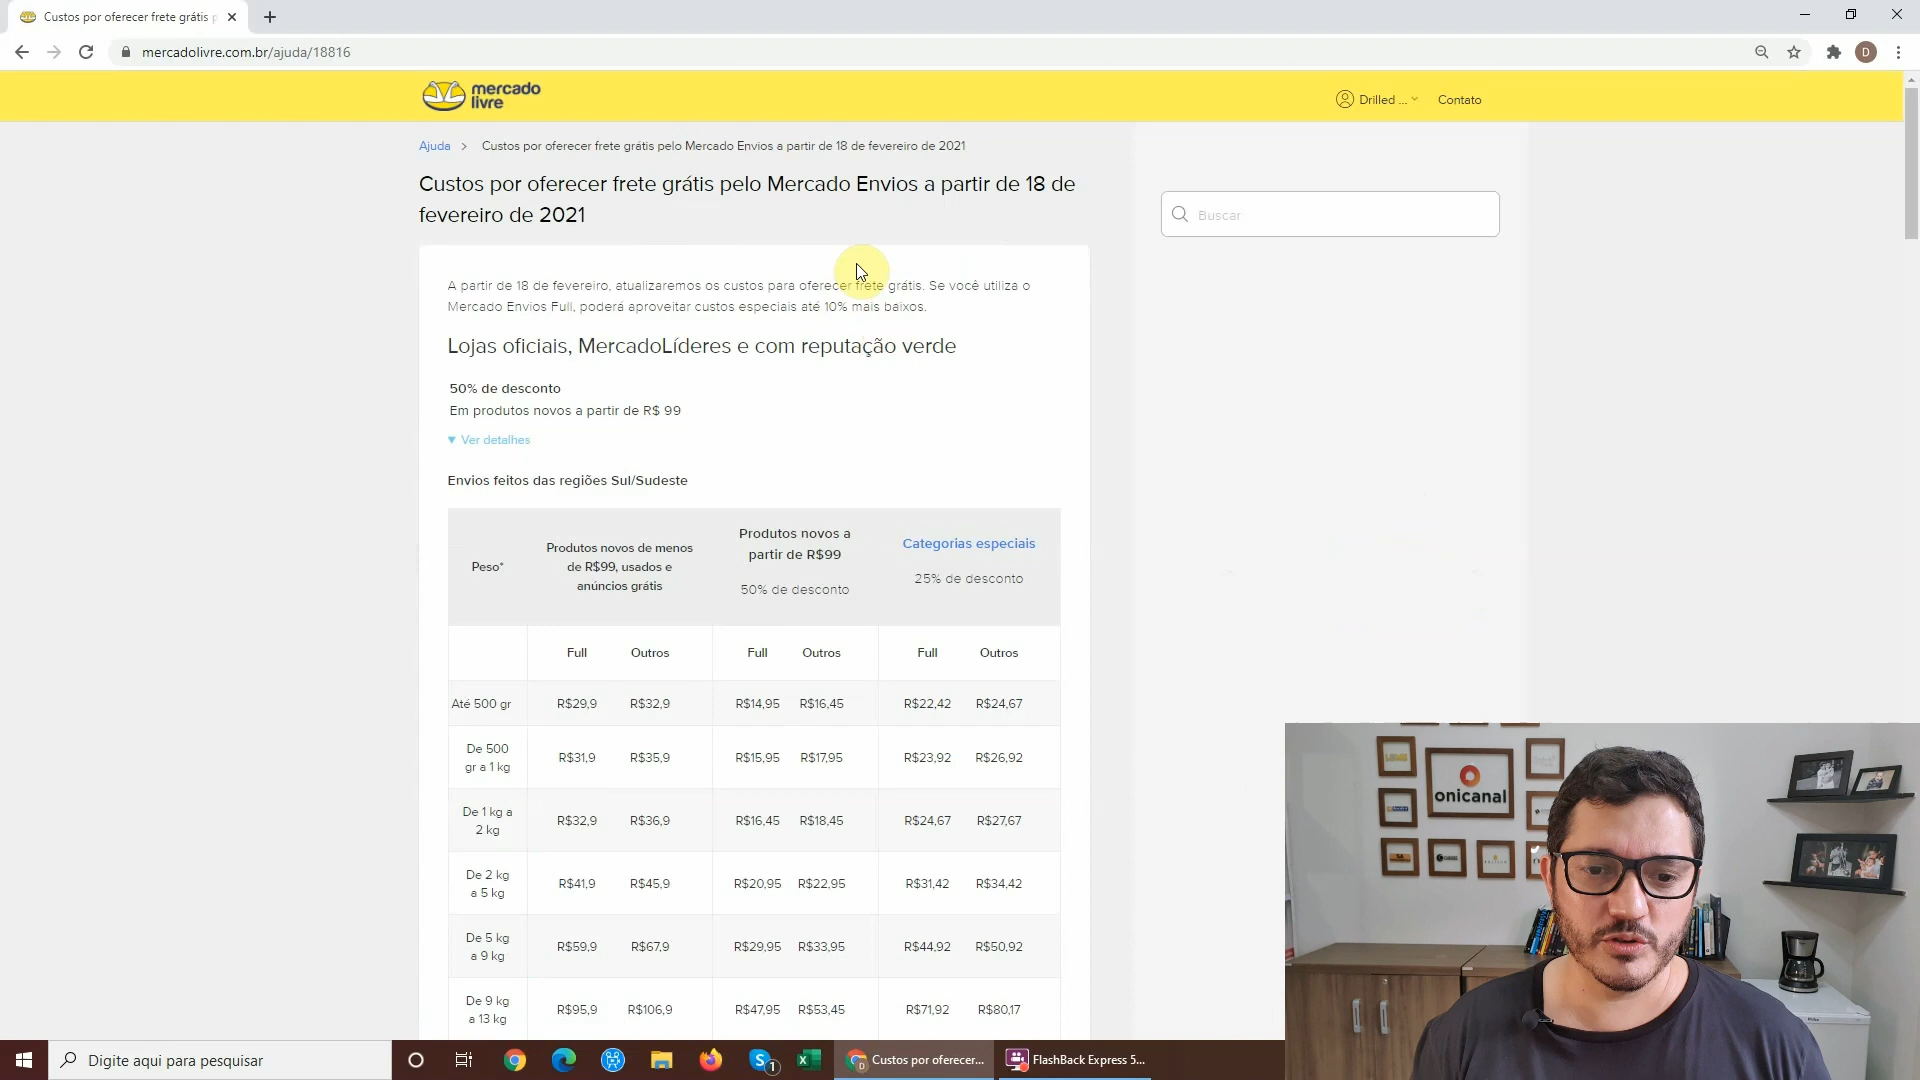 Custos por oferecer frete grátis p
mercadolivre.com.br/ajuda/18816
D
mercado
livre
Drilled ...
Contato
Ajuda > Custos por oferecer frete grátis pelo Mercado Envios a partir de 18 de fevereiro de 2021
Custos por oferecer frete grátis pelo Mercado Envios a partir de 18 de
fevereiro de 2021
Buscar
A partir de 18 de fevereiro, atualizaremos os custos para oferecer frete grátis. Se você utiliza o
Mercado Envios Full, poderá aproveitar custos especiais até 10% mais baixos.
Lojas oficiais, MercadoLíderes e com reputação verde
50% de desconto
Em produtos novos a partir de R$ 99
▼ Ver detalhes
Envios feitos das regiões Sul/Sudeste
Peso*
Produtos novos de menos
de R$99, usados e
anúncios grátis
Produtos novos a
partir de R$99
50% de desconto
Categorias especiais
25% de desconto
Full Outros Full Outros Full Outros
Até 500 gr R$29,9 R$32,9 R$14,95 R$16,45 R$22,42 R$24,67
De 500
gr a 1 kg R$31,9 R$35,9 R$15,95 R$17,95 R$23,92 R$26,92
De 1 kg a
2 kg R$32,9 R$36,9 R$16,45 R$18,45 R$24,67 R$27,67
De 2 kg
a 5 kg R$41,9 R$45,9 R$20,95 R$22,95 R$31,42 R$34,42
De 5 kg
a 9 kg R$59,9 R$67,9 R$29,95 R$33,95 R$44,92 R$50,92
De 9 kg
a 13 kg R$95,9 R$106,9 R$47,95 R$53,45 R$71,92 R$80,17
onicanal
Digite aqui para pesquisar
1
Custos por oferecer...
FlashBack Express 5...